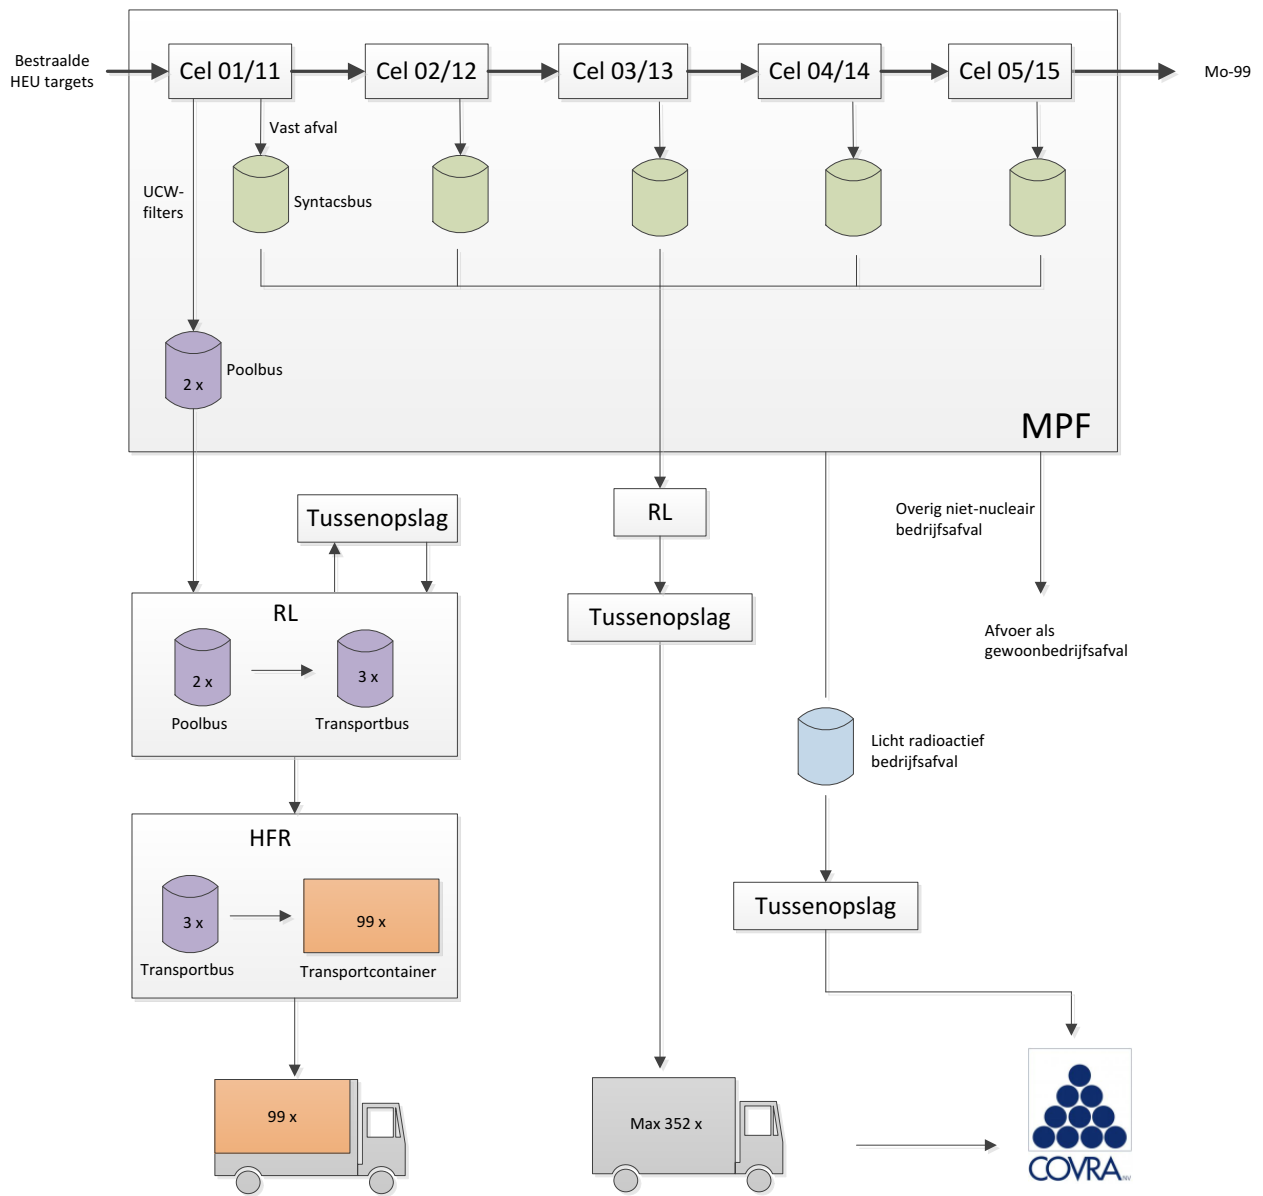 Bestraalde
HEU targets
Cel 01/11
Cel 02/12
Cel 03/13
Cel 04/14
Cel 05/15
Mo-99
Vast afval
UCW-
filters
Syntacsbus
2 x
Poolbus
MPF
Tussenopslag
RL
Overig niet-nucleair
bedrijfsafval
RL
2 x
3 x
Poolbus
Transportbus
Tussenopslag
Afvoer als
gewoonbedrijfsafval
Licht radioactief
bedrijfsafval
HFR
3 x
99 x
Transportbus
Transportcontainer
Tussenopslag
99 x
Max 352 x
COVRA NV